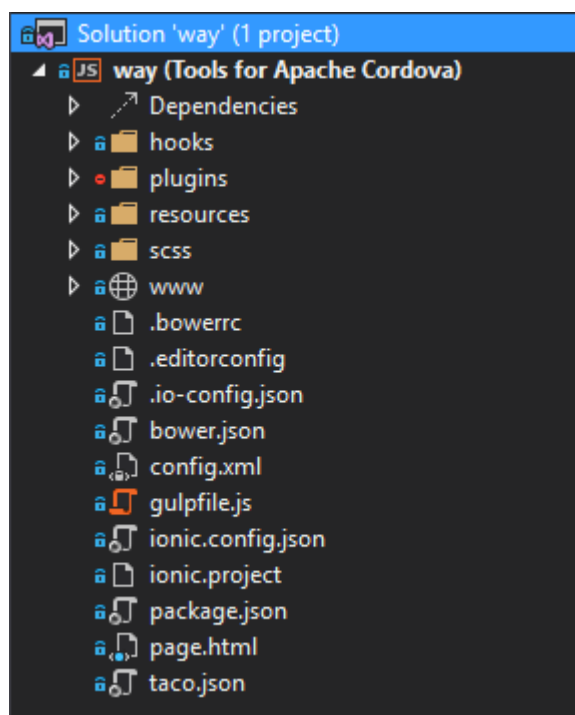 Solution 'way' (1 project)
JS way (Tools for Apache Cordova)
Dependencies
hooks
plugins
resources
scss
www
.bowerrc
.editorconfig
.io-config.json
bower.json
config.xml
gulpfile.js
ionic.config.json
ionic.project
package.json
page.html
taco.json